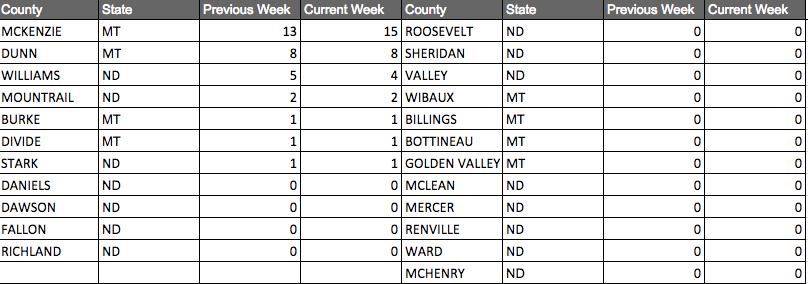 County State Previous Week Current Week County State Previous Week Current Week
MCKENZIE MT 13 15 ROOSEVELT ND 0 0
DUNN MT 8 8 SHERIDAN ND 0 0
WILLIAMS ND 5 4 VALLEY ND 0 0
MOUNTRAIL ND 2 2 WIBAUX MT 0 0
BURKE MT 1 1 BILLINGS MT 0 0
DIVIDE MT 1 1 BOTTINEAU MT 0 0
STARK ND 1 1 GOLDEN VALLEY MT 0 0
DANIELS ND 0 0 MCLEAN ND 0 0
DAWSON ND 0 0 MERCER ND 0 0
FALLON ND 0 0 RENVILLE ND 0 0
RICHLAND ND 0 0 WARD ND 0 0
MCHENRY ND 0 0